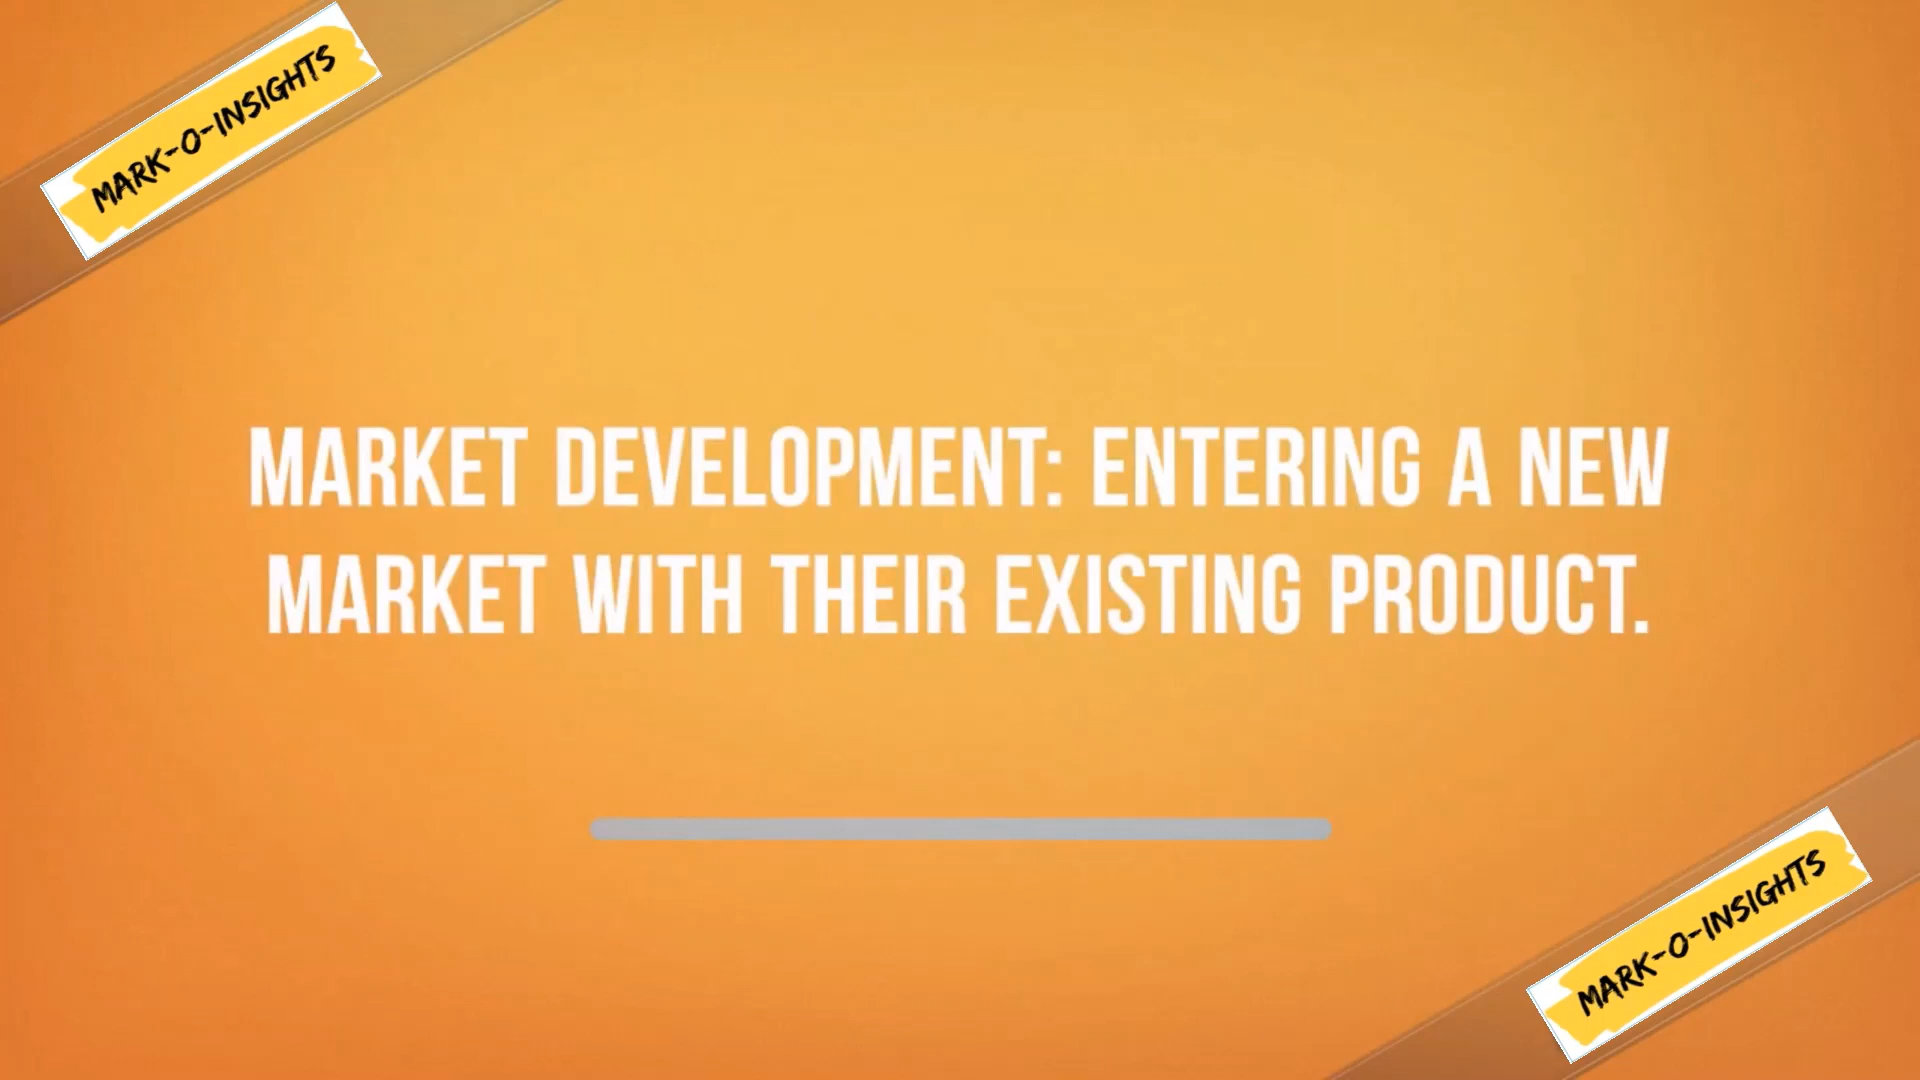 MARK-O-INSIGHTS
MARKET DEVELOPMENT: ENTERING A NEW
MARKET WITH THEIR EXISTING PRODUCT.
MARK-O-INSIGHTS